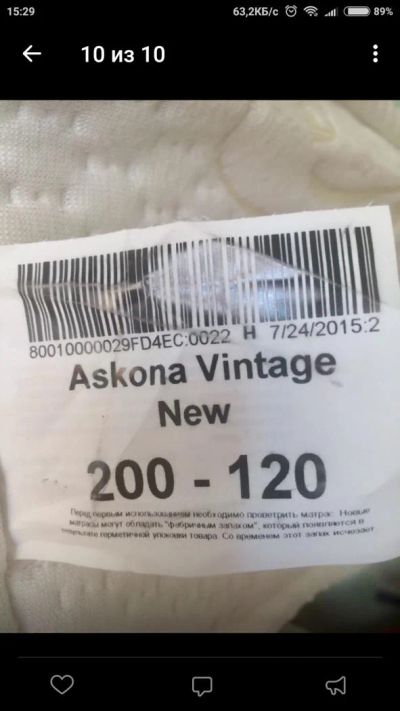 15:29 63,2КБ/с 89%
10 из 10
80010000029FD4EC:0022 H 7/24/2015:2
Askona Vintage
New
200 - 120
Перед первым использованием необходимо проветрить матрас. Новые
матрасы могут обладать "фабричным запахом", который появляется в
результате герметичной упаковки товара. Со временем этот запах исчезает